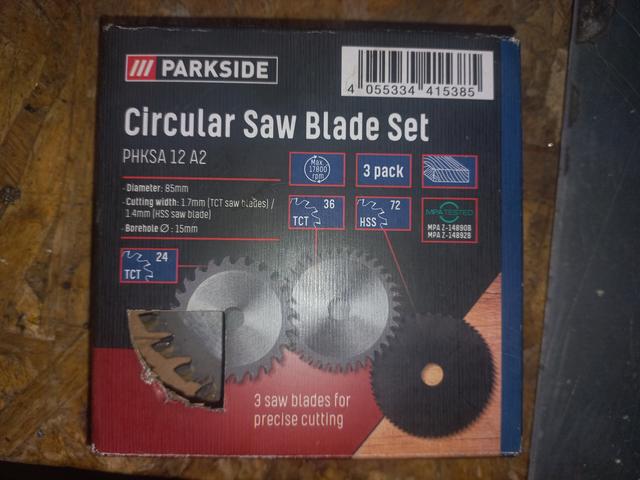 PARKSIDE
4 055334 415385
Circular Saw Blade Set
PHKSA 12 A2
· Diameter: 85mm
· Cutting width: 1.7mm (TCT saw blades) /
1.4mm (HSS saw blade)
· Borehole Ø : 15mm
Max
17800
rpm
3 pack
TCT 36
HSS 72
MPA TESTED
MPA Z-14890B
MPA Z-14892B
TCT 24
3 saw blades for
precise cutting